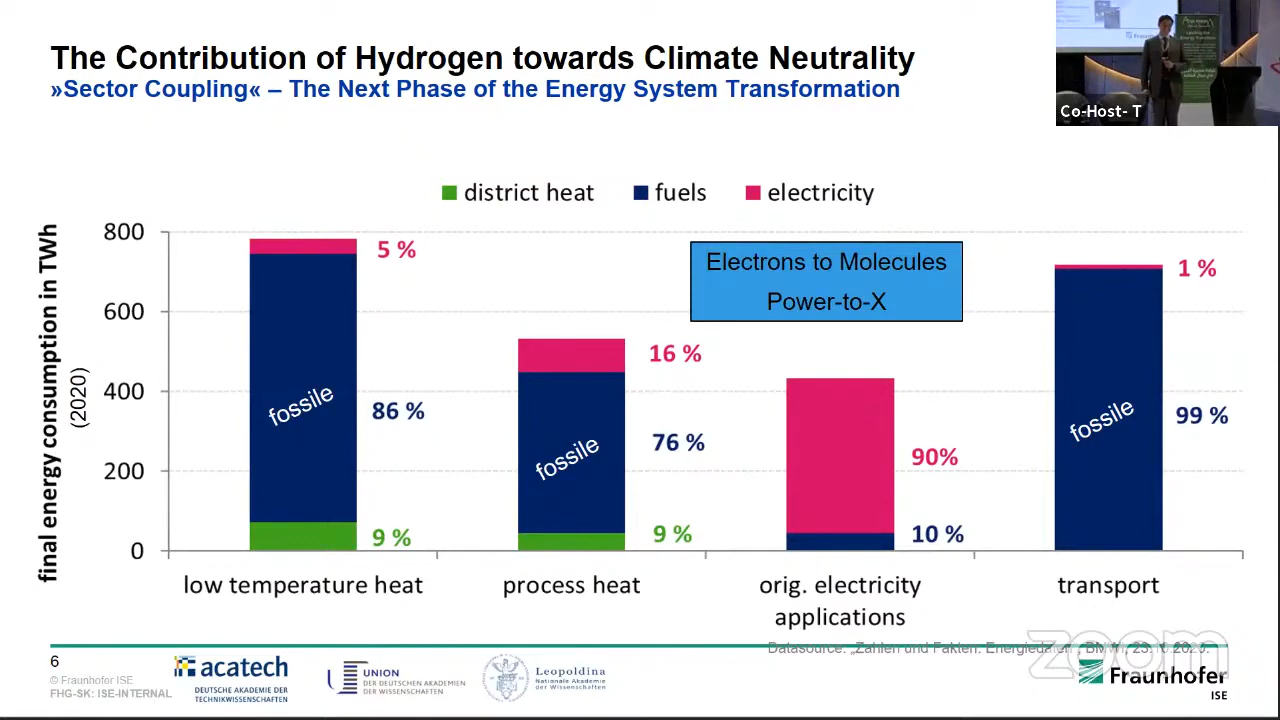 The Contribution of Hydrogen towards Climate Neutrality
»Sector Coupling« – The Next Phase of the Energy System Transformation
Co-Host- T
district heat
fuels
electricity
final energy consumption in TWh
(2020)
800
600
400
200
0
5 %
86 %
9 %
fossile
16 %
76 %
9 %
fossile
Electrons to Molecules
Power-to-X
90%
10 %
1 %
99 %
fossile
low temperature heat
process heat
orig. electricity
applications
transport
Datasource: „Zahlen und Fakten: Energiedaten“, BMWi, 23.10.2020.
zoom
6
© Fraunhofer ISE
FHG-SK: ISE-INTERNAL
acatech
DEUTSCHE AKADEMIE DER
TECHNIKWISSENSCHAFTEN
UNION
DER DEUTSCHEN AKADEMIEN
DER WISSENSCHAFTEN
Leopoldina
Nationale Akademie
der Wissenschaften
Fraunhofer
ISE